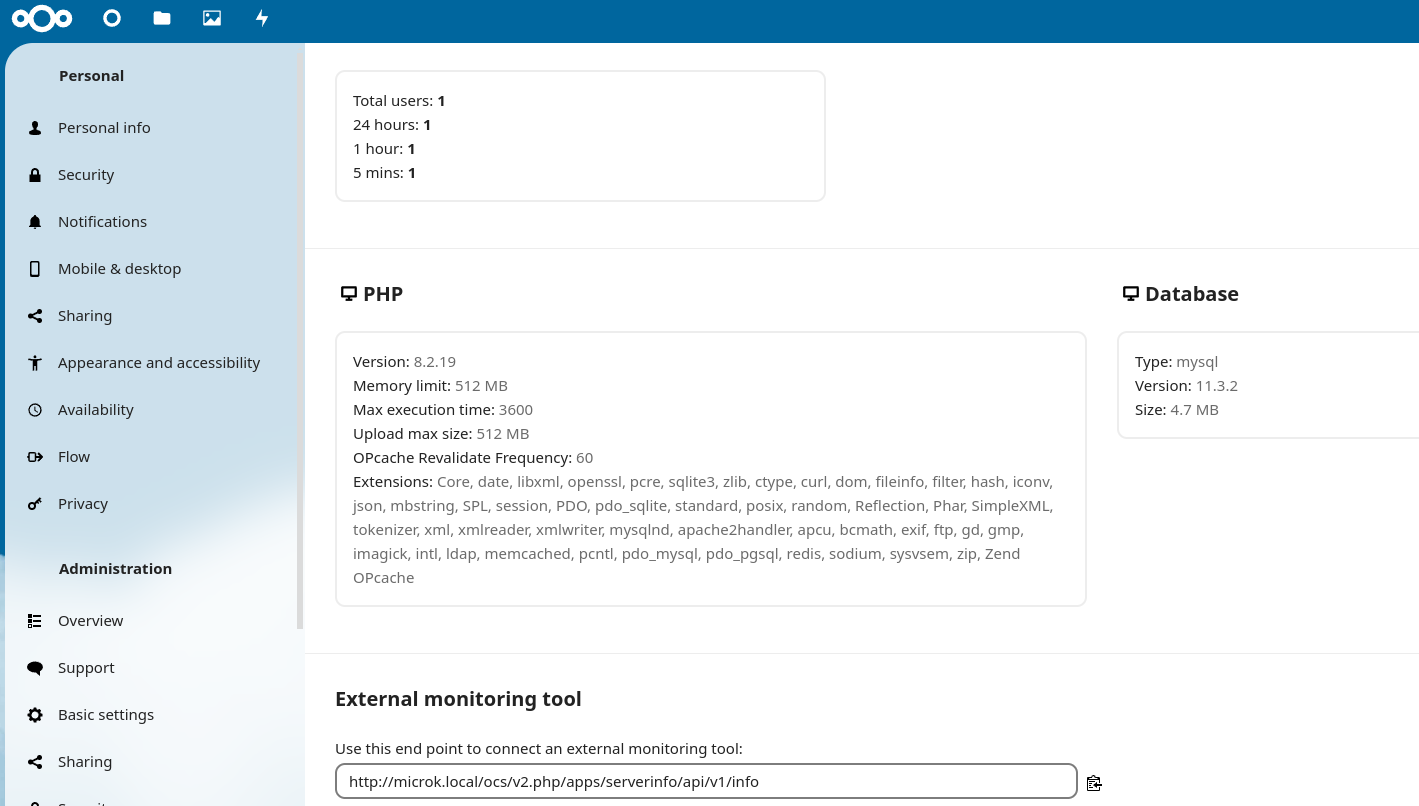 Personal
Personal info
Security
Notifications
Mobile & desktop
Sharing
Appearance and accessibility
Availability
Flow
Privacy
Administration
Overview
Support
Basic settings
Sharing
Total users: 1
24 hours: 1
1 hour: 1
5 mins: 1
PHP
Version: 8.2.19
Memory limit: 512 MB
Max execution time: 3600
Upload max size: 512 MB
OPcache Revalidate Frequency: 60
Extensions: Core, date, libxml, openssl, pcre, sqlite3, zlib, ctype, curl, dom, fileinfo, filter, hash, iconv,
json, mbstring, SPL, session, PDO, pdo_sqlite, standard, posix, random, Reflection, Phar, SimpleXML,
tokenizer, xml, xmlreader, xmlwriter, mysqlnd, apache2handler, apcu, bcmath, exif, ftp, gd, gmp,
imagick, intl, ldap, memcached, pcntl, pdo_mysql, pdo_pgsql, redis, sodium, sysvsem, zip, Zend
OPcache
Database
Type: mysql
Version: 11.3.2
Size: 4.7 MB
External monitoring tool
Use this end point to connect an external monitoring tool:
http://microk.local/ocs/v2.php/apps/serverinfo/api/v1/info